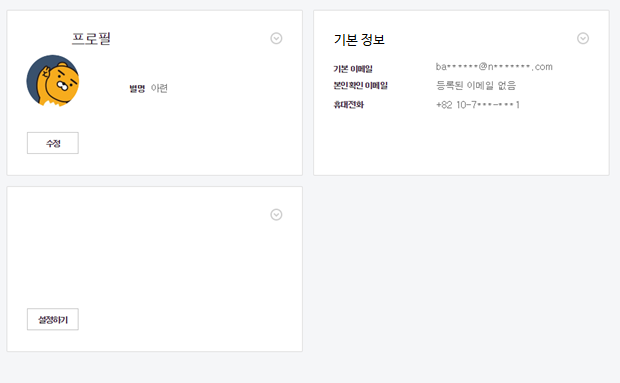 프로필
별명 아련
수정
기본 정보
기본 이메일 ba******@n*******.com
본인확인 이메일 등록된 이메일 없음
휴대전화 +82 10-7***-***1
설정하기